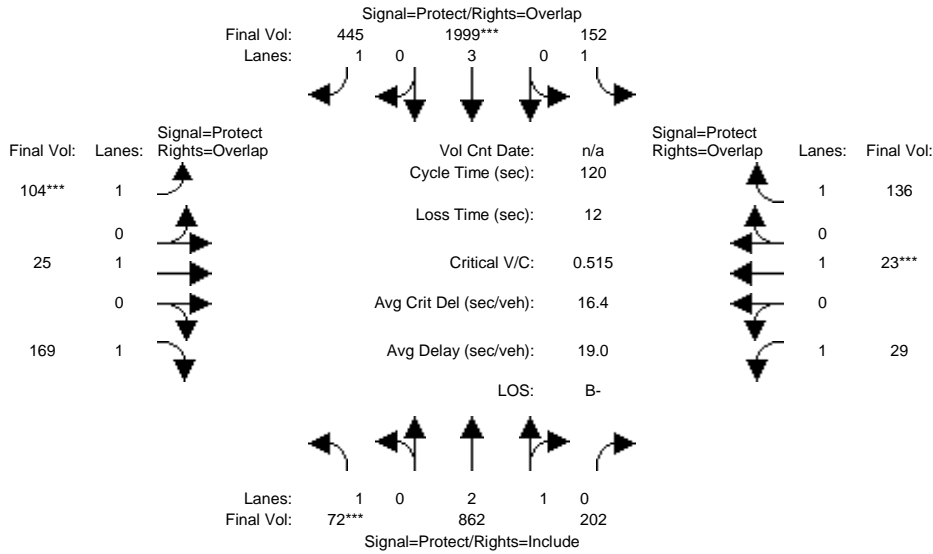 Signal=Protect/Rights=Overlap
Final Vol: 445 1999*** 152
Lanes: 1 0 3 0 1
Signal=Protect
Final Vol: Lanes: Rights=Overlap
Vol Cnt Date: n/a
Signal=Protect
Rights=Overlap Lanes: Final Vol:
Cycle Time (sec): 120
104*** 1
1 136
Loss Time (sec): 12
0
0
25 1
Critical V/C: 0.515
1 23***
0
Avg Crit Del (sec/veh): 16.4
0
169 1
Avg Delay (sec/veh): 19.0
1 29
LOS: B-
Lanes: 1 0 2 1 0
Final Vol: 72*** 862 202
Signal=Protect/Rights=Include